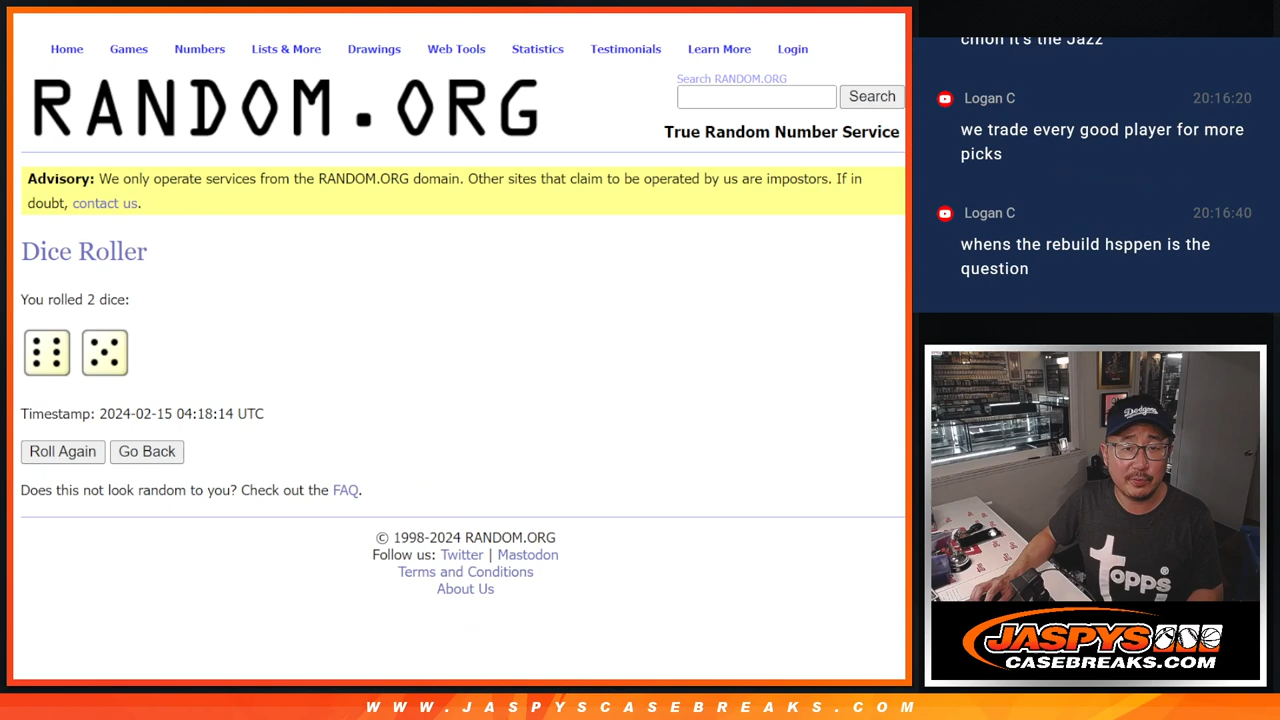 Home Games Numbers Lists & More Drawings Web Tools Statistics Testimonials Learn More Login
RANDOM.ORG
Search RANDOM.ORG
Search
True Random Number Service
Advisory: We only operate services from the RANDOM.ORG domain. Other sites that claim to be operated by us are impostors. If in
doubt, contact us.
Dice Roller
You rolled 2 dice:
Timestamp: 2024-02-15 04:18:14 UTC
Roll Again Go Back
Does this not look random to you? Check out the FAQ.
© 1998-2024 RANDOM.ORG
Follow us: Twitter | Mastodon
Terms and Conditions
About Us
cmon it's the Jazz
Logan C 20:16:20
we trade every good player for more
picks
Logan C 20:16:40
whens the rebuild hsppen is the
question
Dodgers
topps®
JASPYS
CASEBREAKS.COM
WWW.JASPYSCASEBREAKS.COM